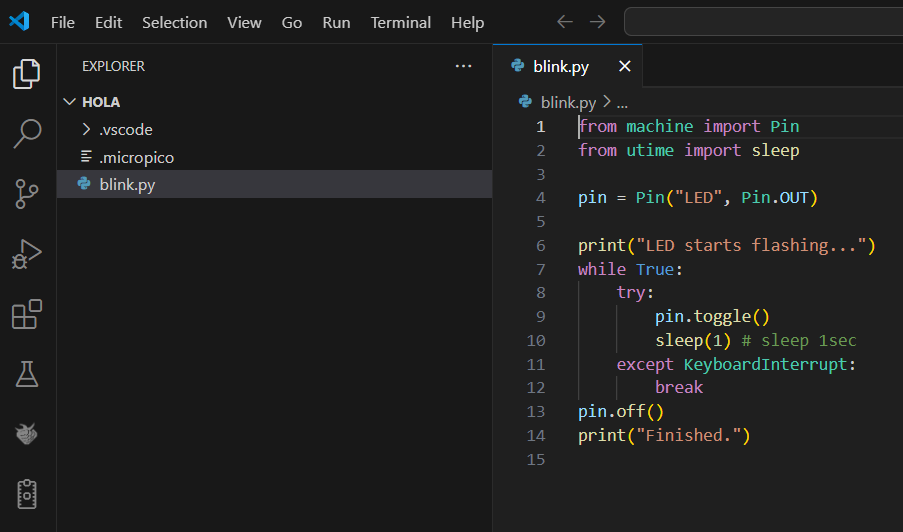 File Edit Selection View Go Run Terminal Help
EXPLORER ...
HOLA
.vscode
.micropico
blink.py
blink.py
blink.py > ...
1 from machine import Pin
2 from utime import sleep
3
4 pin = Pin("LED", Pin.OUT)
5
6 print("LED starts flashing...")
7 while True:
8     try:
9         pin.toggle()
10         sleep(1) # sleep 1sec
11     except KeyboardInterrupt:
12         break
13 pin.off()
14 print("Finished.")
15